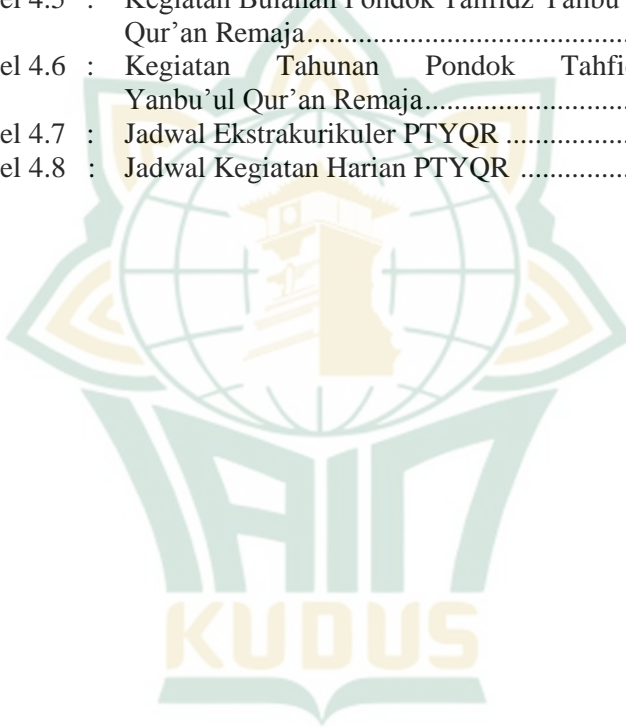 el 4.5 : Kegiatan Bulanan Pondok Tahfidz Yanbu
Qur'an Remaja
el 4.6 : Kegiatan Tahunan Pondok Tahfi
Yanbu'ul Qur'an Remaja
el 4.7 : Jadwal Ekstrakurikuler PTYQR
el 4.8 : Jadwal Kegiatan Harian PTYQR
IAIN
KUDUS